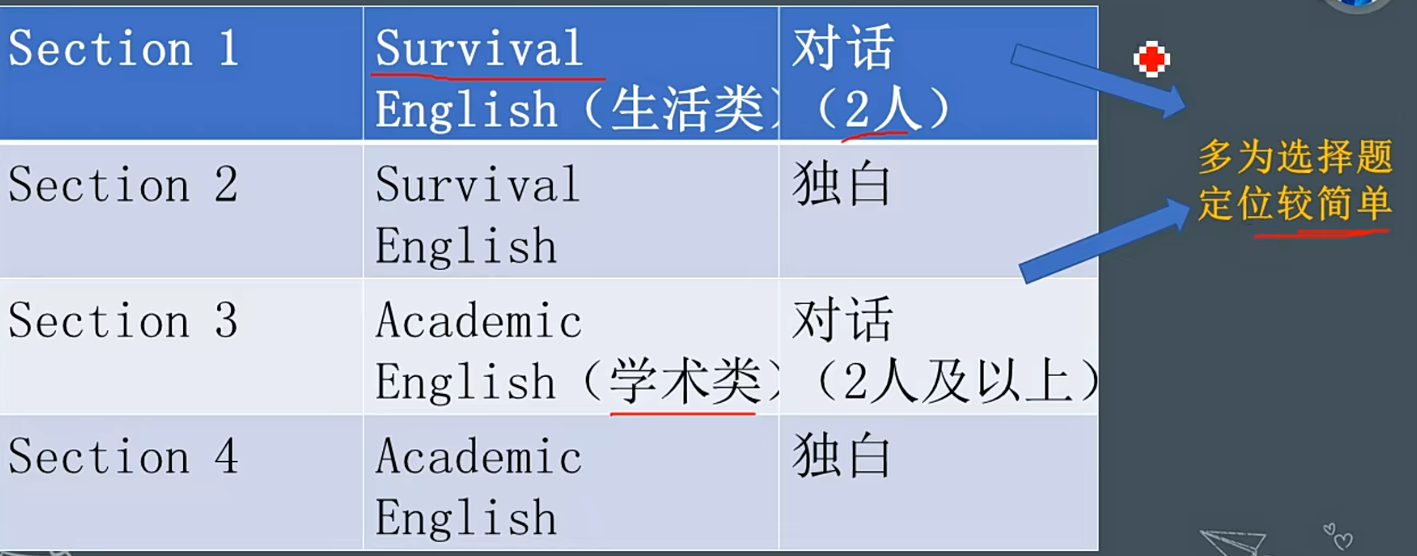 Section 1
Survival
English（生活类）
对话
（2人）
Section 2
Survival
English
独白
Section 3
Academic
English（学术类）
对话
（2人及以上）
Section 4
Academic
English
独白
多为选择题
定位较简单